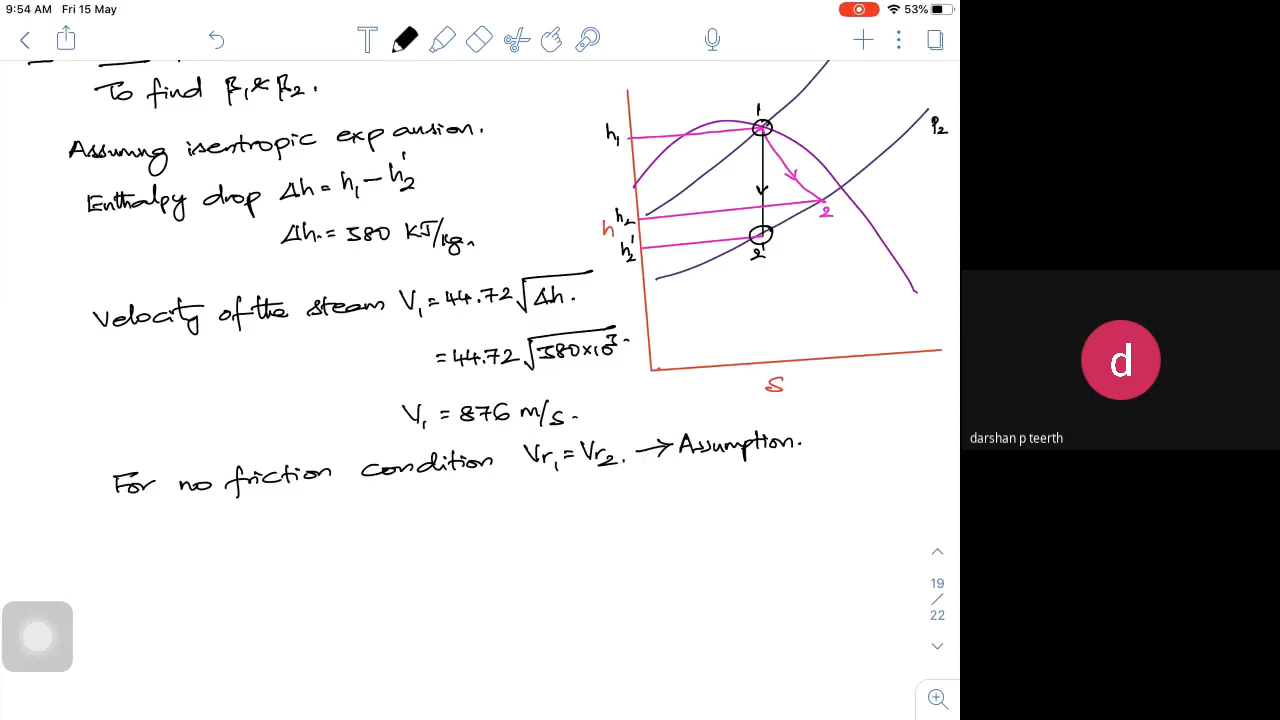 9:54 AM Fri 15 May
53%
To find β₁ & β₂.
Assuming isentropic expansion.
Enthalpy drop Δh = h₁ - h₂'
Δh = 380 KJ/kg.
Velocity of the steam V₁ = 44.72 √Δh.
= 44.72 √380×10³.
V₁ = 876 m/s.
For no friction condition Vr₁ = Vr₂. → Assumption.
1
h₁
P₂
h₂
2
h
h₂'
2'
S
19
/
22
d
darshan p teerth